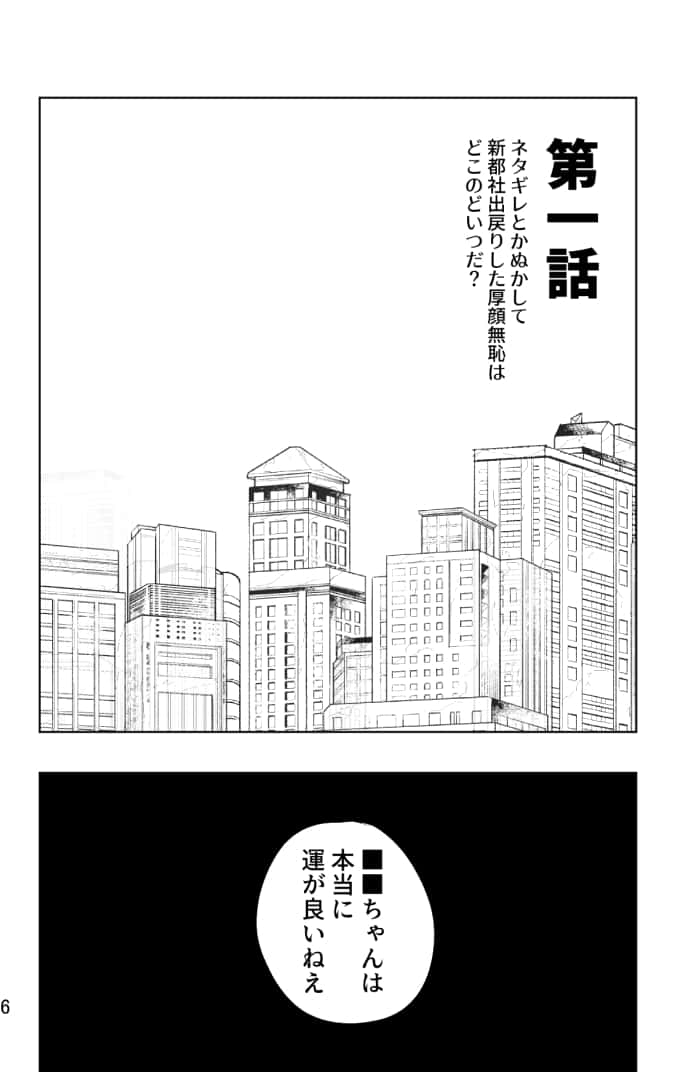 第一話
ネタギレとかぬかして
新都社出戻りした厚顔無恥は
どこのどいつだ？
■■ちゃんは
本当に
運が良いねえ
6